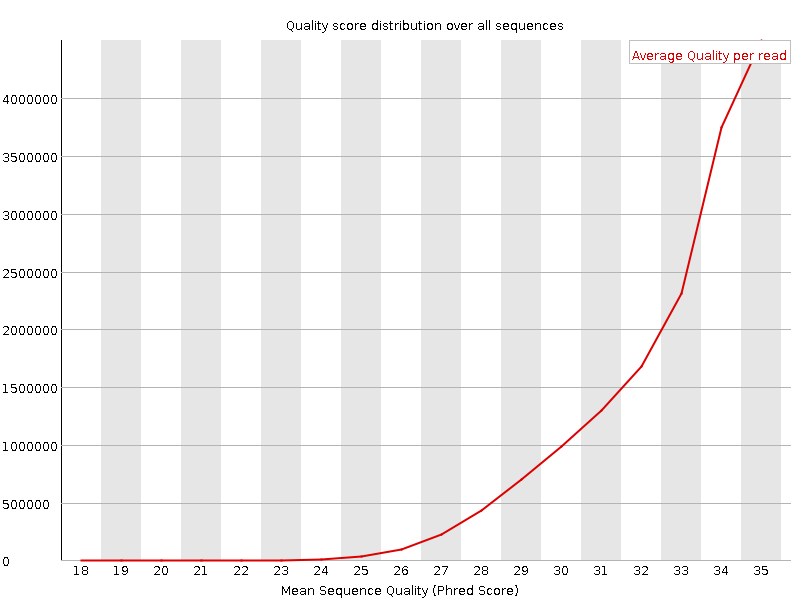 Quality score distribution over all sequences
Average Quality per read
4000000
3500000
3000000
2500000
2000000
1500000
1000000
500000
0
18 19 20 21 22 23 24 25 26 27 28 29 30 31 32 33 34 35
Mean Sequence Quality (Phred Score)